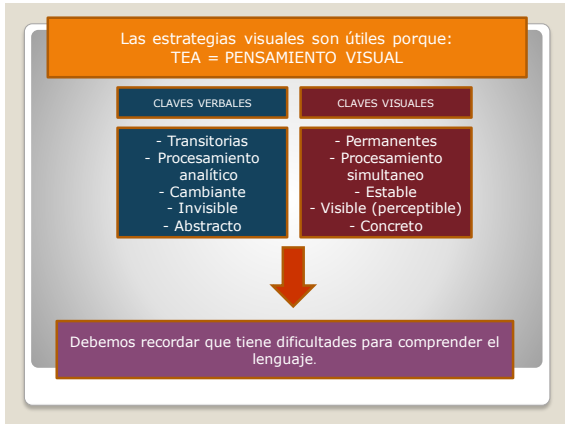 Las estrategias visuales son útiles porque:
TEA = PENSAMIENTO VISUAL
CLAVES VERBALES
- Transitorias
- Procesamiento
analítico
- Cambiante
- Invisible
- Abstracto
CLAVES VISUALES
- Permanentes
- Procesamiento
simultaneo
- Estable
- Visible (perceptible)
- Concreto
Debemos recordar que tiene dificultades para comprender el
lenguaje.